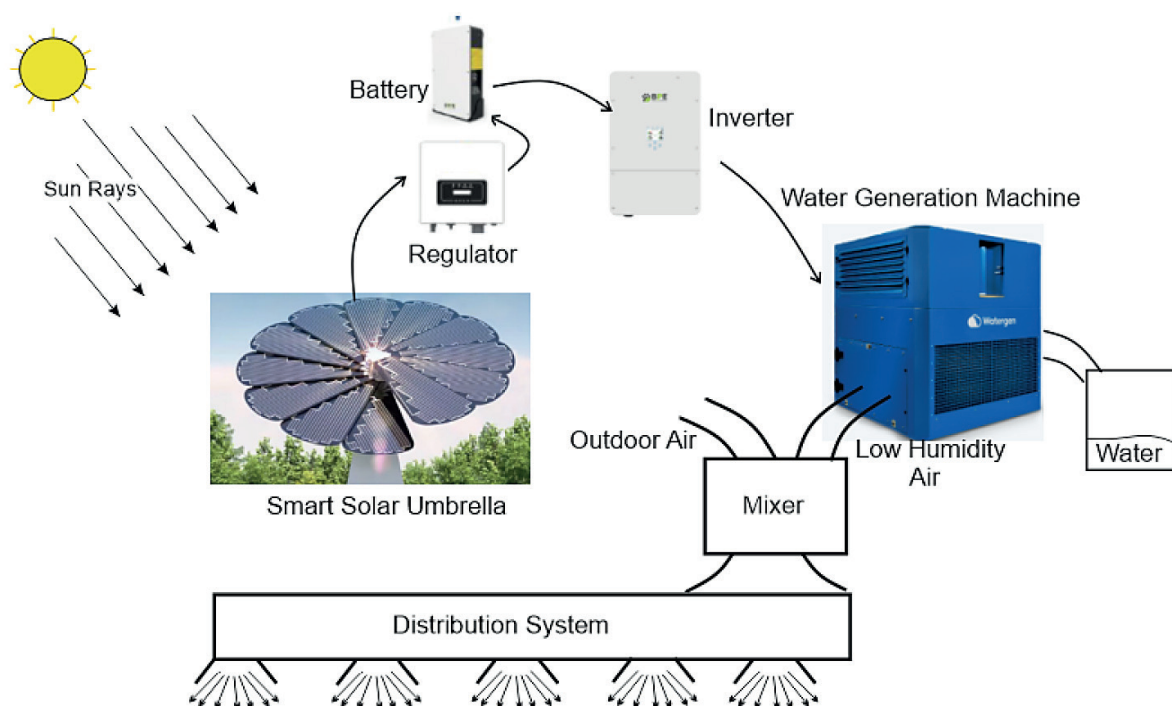 Battery
Inverter
Sun Rays
Regulator
Water Generation Machine
Watergen
Smart Solar Umbrella
Outdoor Air
Low Humidity
Air
Water
Mixer
Distribution System